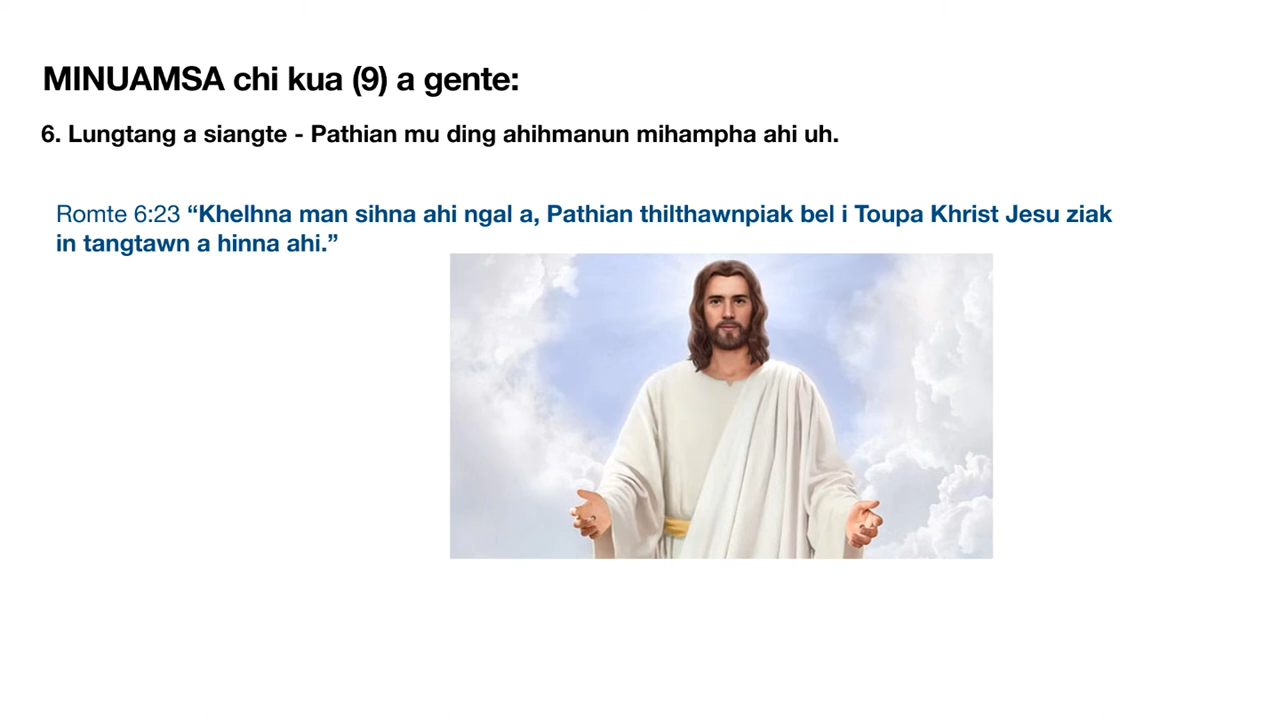 MINUAMSA chi kua (9) a gente:
6. Lungtang a siangte - Pathian mu ding ahihmanun mihampha ahi uh.
Romte 6:23 “Khelhna man sihna ahi ngal a, Pathian thilthawnpiak bel i Toupa Khrist Jesu ziak
in tangtawn a hinna ahi.”